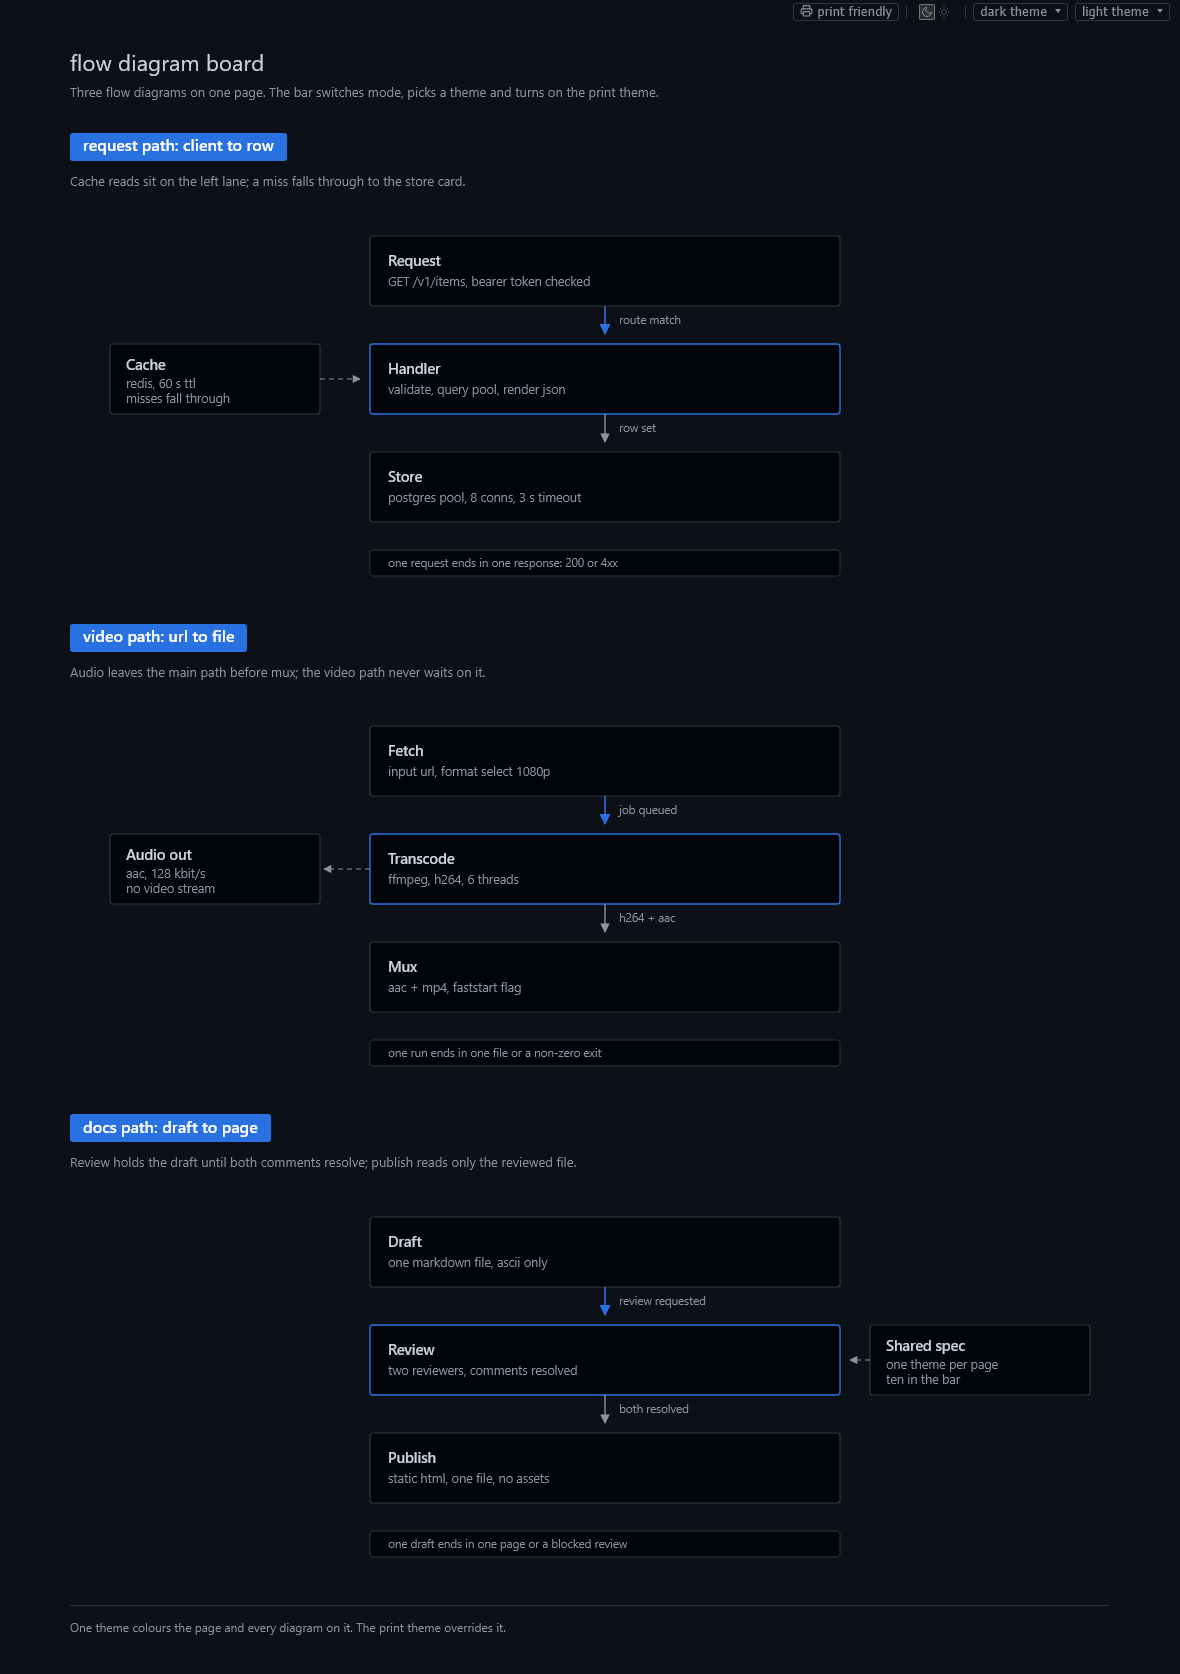 print friendly
dark theme
light theme
flow diagram board
Three flow diagrams on one page. The bar switches mode, picks a theme and turns on the print theme.
request path: client to row
Cache reads sit on the left lane; a miss falls through to the store card.
Request
GET /v1/items, bearer token checked
route match
Cache
redis, 60 s ttl
misses fall through
Handler
validate, query pool, render json
row set
Store
postgres pool, 8 conns, 3 s timeout
one request ends in one response: 200 or 4xx
video path: url to file
Audio leaves the main path before mux; the video path never waits on it.
Fetch
input url, format select 1080p
job queued
Audio out
aac, 128 kbit/s
no video stream
Transcode
ffmpeg, h264, 6 threads
h264 + aac
Mux
aac + mp4, faststart flag
one run ends in one file or a non-zero exit
docs path: draft to page
Review holds the draft until both comments resolve; publish reads only the reviewed file.
Draft
one markdown file, ascii only
review requested
Review
two reviewers, comments resolved
Shared spec
one theme per page
ten in the bar
both resolved
Publish
static html, one file, no assets
one draft ends in one page or a blocked review
One theme colours the page and every diagram on it. The print theme overrides it.